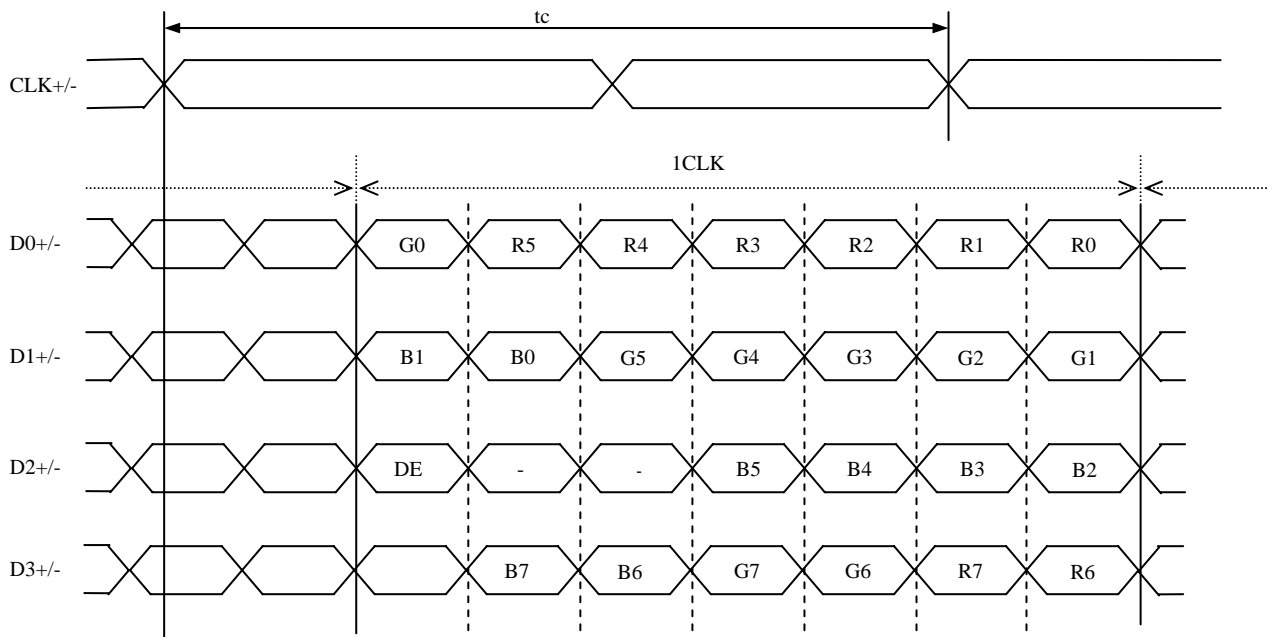 tc
CLK+/-
1CLK
D0+/- G0 R5 R4 R3 R2 R1 R0
D1+/- B1 B0 G5 G4 G3 G2 G1
D2+/- DE - - B5 B4 B3 B2
D3+/- B7 B6 G7 G6 R7 R6